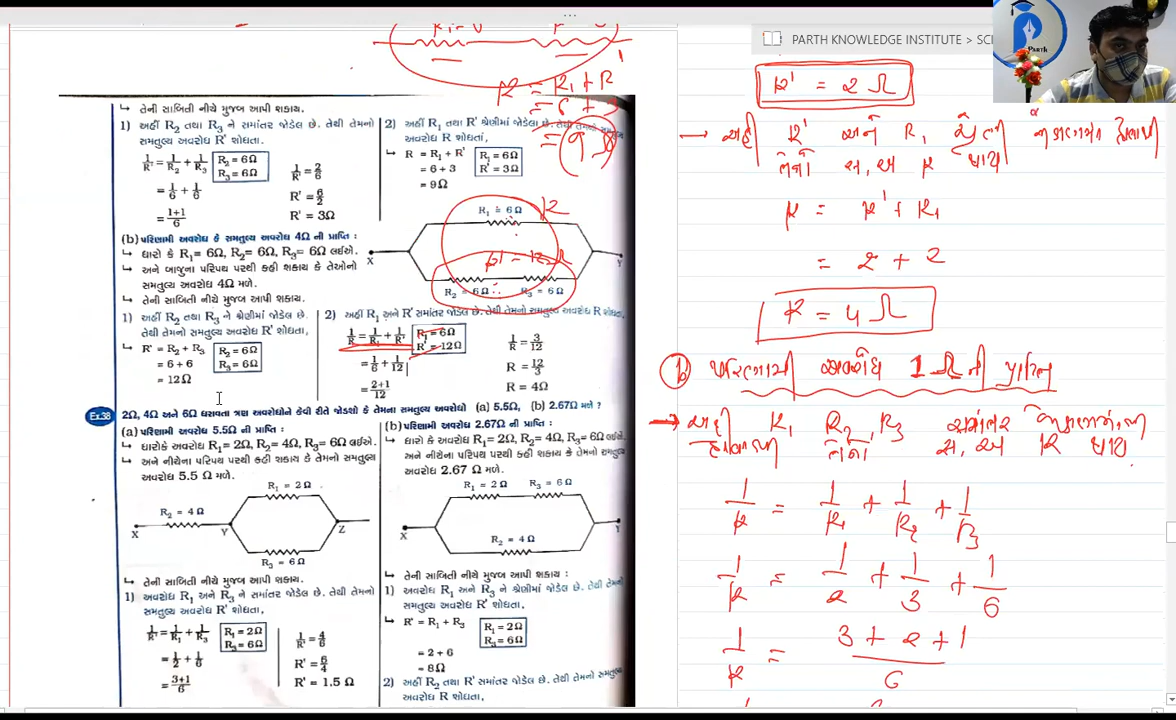 PARTH KNOWLEDGE INSTITUTE > SCI
Parth
R = R1 + R'
= 6 + 3
= 9
↳ તેની સાબિતી નીચે મુજબ આપી શકાય.
1) અહીં R2 તથા R3 ને સમાંતર જોડેલ છે. તેથી તેમનો
સમતુલ્ય અવરોધ R' શોધતા,
1/R' = 1/R2 + 1/R3
R2 = 6Ω
R3 = 6Ω
= 1/6 + 1/6
= 1+1/6
1/R' = 2/6
R' = 6/2
R' = 3Ω
2) અહીં R1 તથા R' શ્રેણીમાં જોડેલ છે.
અવરોધ R શોધતા,
↳ R = R1 + R'
= 6 + 3
= 9Ω
R1 = 6Ω
R' = 3Ω
(b) પરિણામી અવરોધ કે સમતુલ્ય અવરોધ 4Ω ની પ્રાપ્તિ :
↳ ધારો કે R1 = 6Ω, R2 = 6Ω, R3 = 6Ω લઈએ.
↳ અને બાજુના પરિપથ પરથી કહી શકાય કે તેઓનો
સમતુલ્ય અવરોધ 4Ω મળે.
↳ તેની સાબિતી નીચે મુજબ આપી શકાય.
R1 = 6Ω
R
X
Y
R' = 12Ω
R2 = 6Ω
R3 = 6Ω
1) અહીં R2 તથા R3 ને શ્રેણીમાં જોડેલ છે.
તેથી તેમનો સમતુલ્ય અવરોધ R' શોધતા,
↳ R' = R2 + R3
= 6 + 6
= 12Ω
R2 = 6Ω
R3 = 6Ω
2) અહીં R1 અને R' સમાંતર જોડેલ છે. તેથી તેમનો સમતુલ્ય અવરોધ R શોધતા,
1/R = 1/R1 + 1/R'
R1 = 6Ω
R' = 12Ω
= 1/6 + 1/12
= 2+1/12
1/R = 3/12
R = 12/3
R = 4Ω
Ex.38 2Ω, 4Ω અને 6Ω ધરાવતા ત્રણ અવરોધોને કેવી રીતે જોડશો કે તેમના સમતુલ્ય અવરોધો (a) 5.5Ω, (b) 2.67Ω મળે ?
(a) પરિણામી અવરોધ 5.5Ω ની પ્રાપ્તિ :
↳ ધારોકે અવરોધ R1 = 2Ω, R2 = 4Ω, R3 = 6Ω લઈએ.
↳ અને નીચેના પરિપથ પરથી કહી શકાય કે તેમનો સમતુલ્ય
અવરોધ 5.5 Ω મળે.
R1 = 2Ω
R2 = 4Ω
X
Y
Z
R3 = 6Ω
↳ તેની સાબિતી નીચે મુજબ આપી શકાય.
1) અવરોધ R1 અને R3 ને સમાંતર જોડેલ છે. તેથી તેમનો
સમતુલ્ય અવરોધ R' શોધતા,
1/R' = 1/R1 + 1/R3
R1 = 2Ω
R3 = 6Ω
= 1/2 + 1/6
= 3+1/6
1/R' = 4/6
R' = 6/4
R' = 1.5 Ω
(b) પરિણામી અવરોધ 2.67Ω ની પ્રાપ્તિ :
↳ ધારો કે અવરોધ R1 = 2Ω, R2 = 4Ω, R3 = 6Ω લઈએ.
અને નીચેના પરિપથ પરથી કહી શકાય કે તેમનો સમતુલ્ય
અવરોધ 2.67 Ω મળે.
R1 = 2Ω
R3 = 6Ω
X
Y
R2 = 4Ω
↳ તેની સાબિતી નીચે મુજબ આપી શકાય :
1) અવરોધ R1 અને R3 ને શ્રેણીમાં જોડેલ છે. તેથી તેમનો
સમતુલ્ય અવરોધ R' શોધતા,
↳ R' = R1 + R3
R1 = 2Ω
R3 = 6Ω
= 2 + 6
= 8Ω
2) અહીં R2 તથા R' સમાંતર જોડેલ છે. તેથી તેમનો સમતુલ્ય
અવરોધ R શોધતા,
R' = 2 Ω
→ અહીં R' અને R1
લેનો સ, અ R થાય
R = R' + R1
= 2 + 2
R = 4 Ω
(b) પરિણામી અવરોધ 1Ω ની પ્રાપ્તિ
→ અહીં R1 R2, R3 સમાંતર
તેનો સ, અ R થાય.
1/R = 1/R1 + 1/R2 + 1/R3
1/R = 1/2 + 1/3 + 1/6
1/R = 3 + 2 + 1 / 6